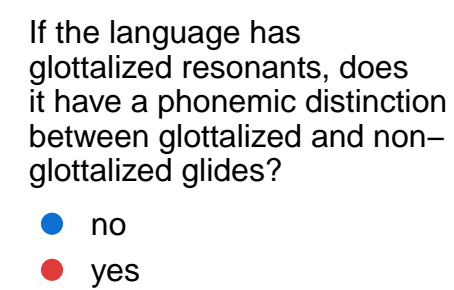 If the language has
glottalized resonants, does
it have a phonemic distinction
between glottalized and non−
glottalized glides?
no
yes